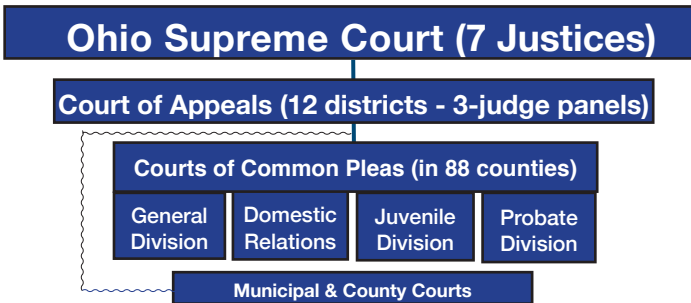 Ohio Supreme Court (7 Justices)
Court of Appeals (12 districts - 3-judge panels)
Courts of Common Pleas (in 88 counties)
General
Division
Domestic
Relations
Juvenile
Division
Probate
Division
Municipal & County Courts